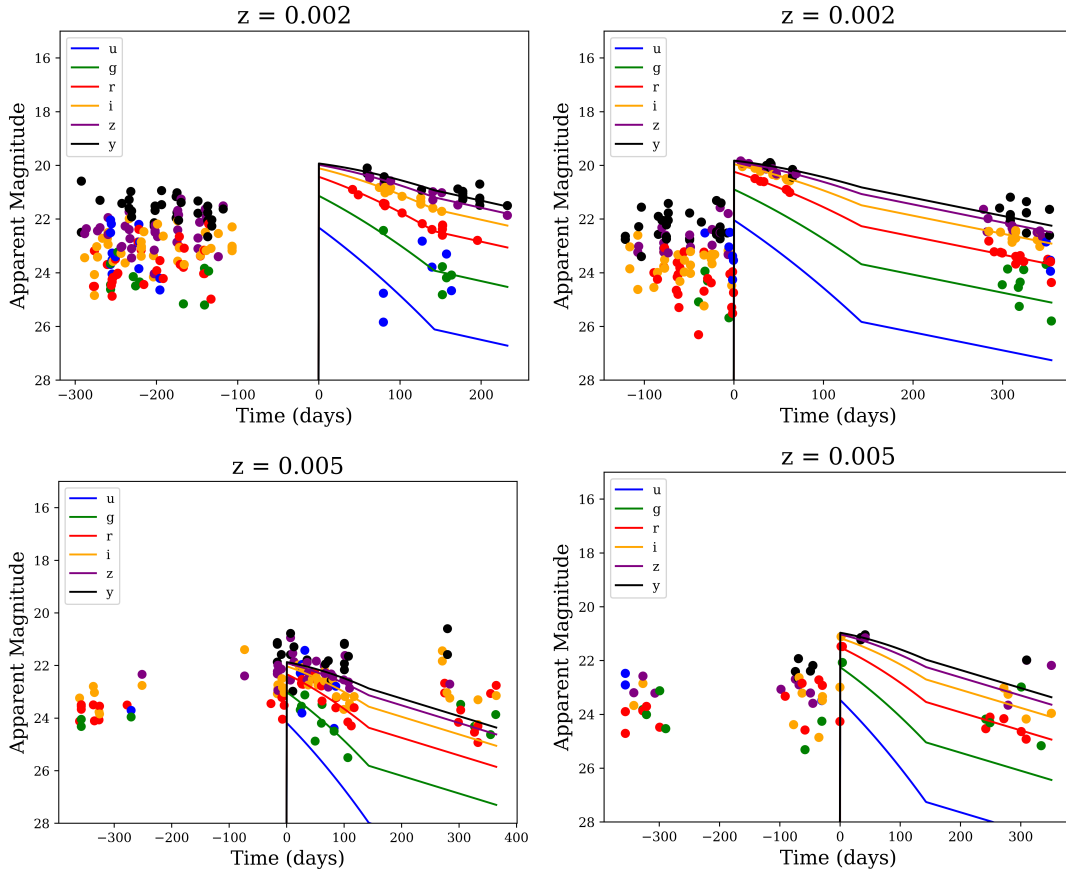 z = 0.002
16
18
20
22
24
26
28
Apparent Magnitude
u
g
r
i
z
y
−300
−200
−100
0
100
200
Time (days)
z = 0.002
16
18
20
22
24
26
28
Apparent Magnitude
u
g
r
i
z
y
−100
0
100
200
300
Time (days)
z = 0.005
16
18
20
22
24
26
28
Apparent Magnitude
u
g
r
i
z
y
−300
−200
−100
0
100
200
300
400
Time (days)
z = 0.005
16
18
20
22
24
26
28
Apparent Magnitude
u
g
r
i
z
y
−300
−200
−100
0
100
200
300
Time (days)